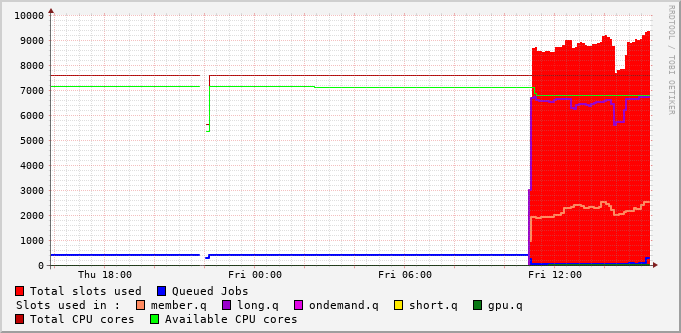 10000
9000
8000
7000
6000
5000
4000
3000
2000
1000
0
Thu 18:00 Fri 00:00 Fri 06:00 Fri 12:00
Total slots used Queued Jobs
Slots used in : member.q long.q ondemand.q short.q gpu.q
Total CPU cores Available CPU cores
RRDTOOL / TOBI OETIKER